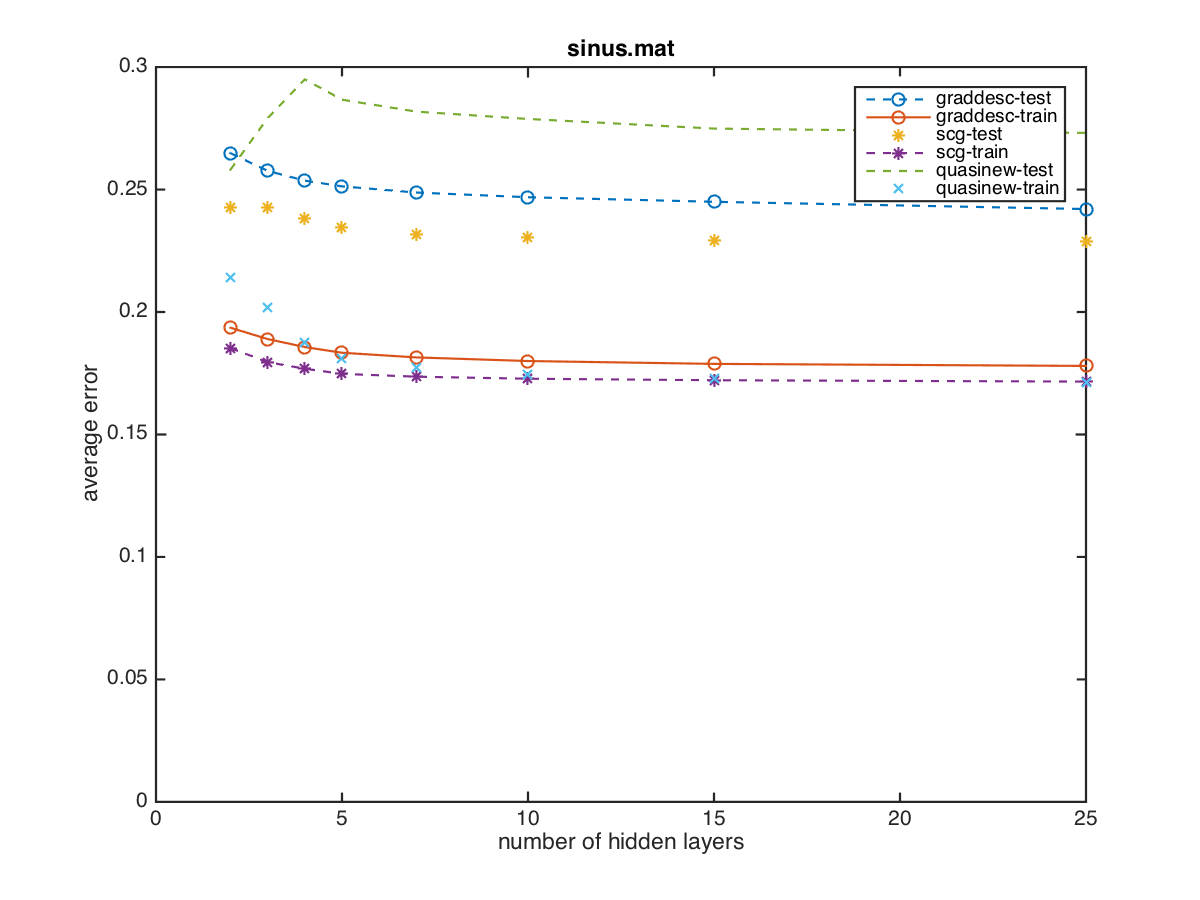 sinus.mat
0.3
0.25
0.2
0.15
0.1
0.05
0
average error
graddesc-test
graddesc-train
scg-test
scg-train
quasinew-test
quasinew-train
0 5 10 15 20 25
number of hidden layers